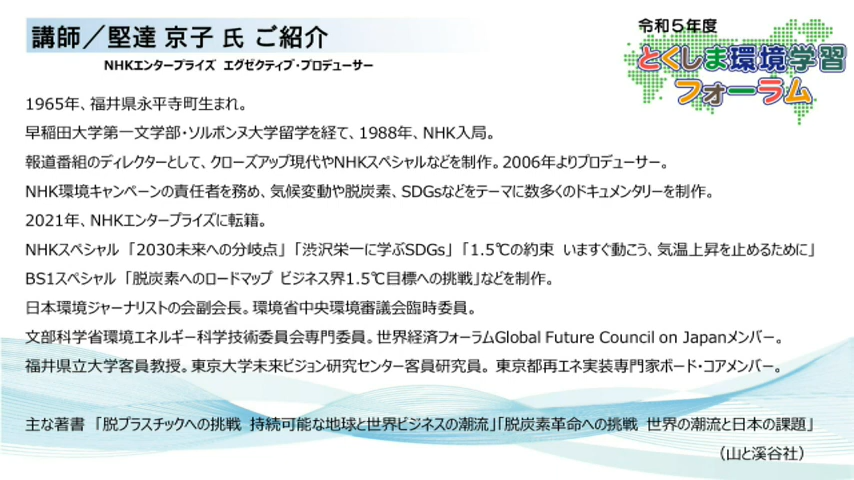 講師／堅達 京子 氏 ご紹介
NHKエンタープライズ エグゼクティブ・プロデューサー
令和5年度
とくしま環境学習
フォーラム
1965年、福井県永平寺町生まれ。
早稲田大学第一文学部・ソルボンヌ大学留学を経て、1988年、NHK入局。
報道番組のディレクターとして、クローズアップ現代やNHKスペシャルなどを制作。2006年よりプロデューサー。
NHK環境キャンペーンの責任者を務め、気候変動や脱炭素、SDGsなどをテーマに数多くのドキュメンタリーを制作。
2021年、NHKエンタープライズに転籍。
NHKスペシャル 「2030未来への分岐点」 「渋沢栄一に学ぶSDGs」 「1.5℃の約束 いますぐ動こう、気温上昇を止めるために」
BS1スペシャル 「脱炭素へのロードマップ ビジネス界1.5℃目標への挑戦」などを制作。
日本環境ジャーナリストの会副会長。環境省中央環境審議会臨時委員。
文部科学省環境エネルギー科学技術委員会専門委員。世界経済フォーラムGlobal Future Council on Japanメンバー。
福井県立大学客員教授。東京大学未来ビジョン研究センター客員研究員。 東京都再エネ実装専門家ボード・コアメンバー。
主な著書 「脱プラスチックへの挑戦 持続可能な地球と世界ビジネスの潮流」「脱炭素革命への挑戦 世界の潮流と日本の課題」
（山と溪谷社）